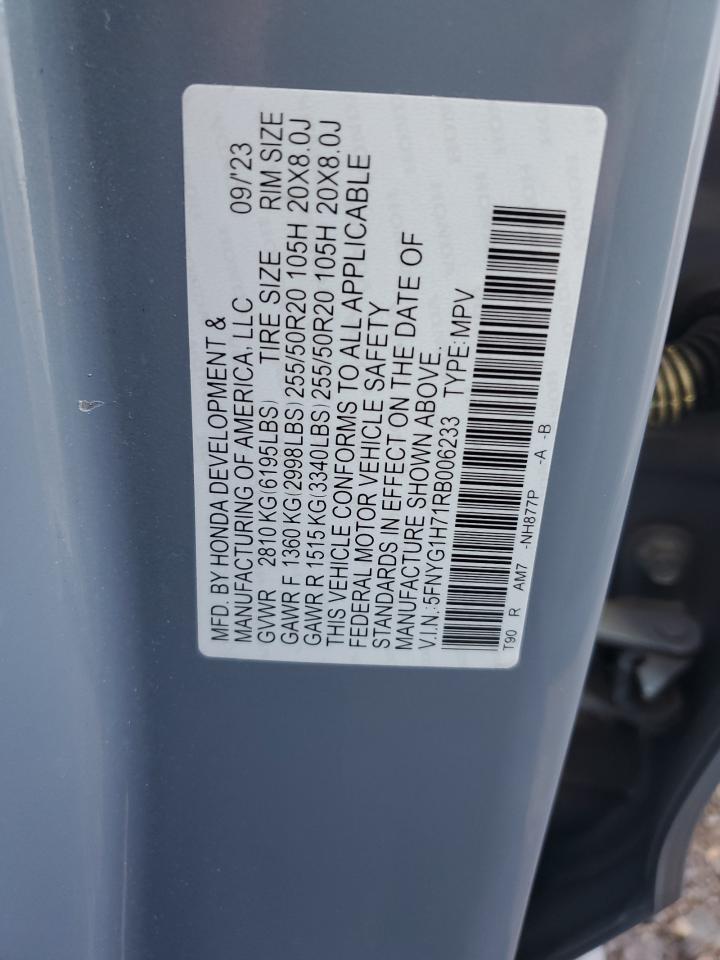 MFD. BY HONDA DEVELOPMENT &
MANUFACTURING OF AMERICA, LLC 09/'23
GVWR 2810 KG(6195LBS) TIRE SIZE RIM SIZE
GAWR F 1360 KG(2998LBS) 255/50R20 105H 20X8.0J
GAWR R 1515 KG(3340LBS) 255/50R20 105H 20X8.0J
THIS VEHICLE CONFORMS TO ALL APPLICABLE
FEDERAL MOTOR VEHICLE SAFETY
STANDARDS IN EFFECT ON THE DATE OF
MANUFACTURE SHOWN ABOVE.
V.I.N.:5FNYG1H71RB006233 TYPE:MPV
T90 R AM7 -NH877P -A -B